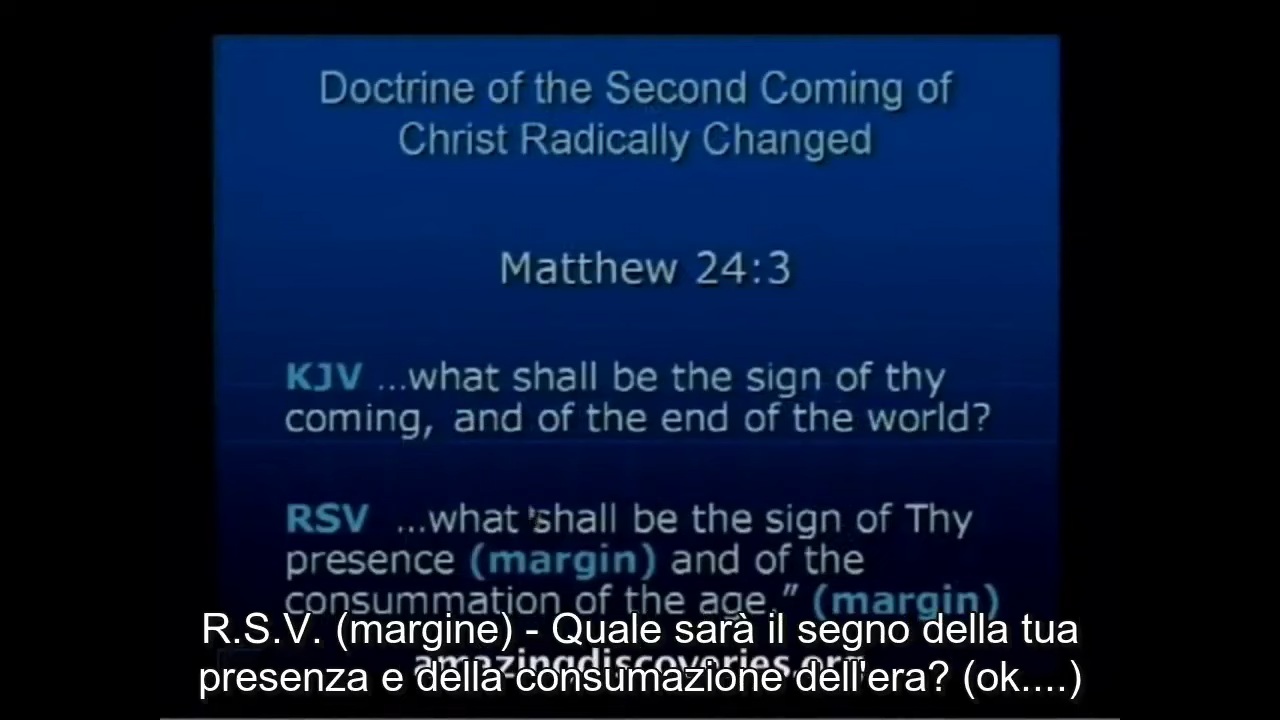 Doctrine of the Second Coming of
Christ Radically Changed
Matthew 24:3
KJV ...what shall be the sign of thy
coming, and of the end of the world?
RSV ...what shall be the sign of Thy
presence (margin) and of the
consummation of the age." (margin)
amazingdiscoveries.org
R.S.V. (margine) - Quale sarà il segno della tua
presenza e della consumazione dell'era? (ok....)